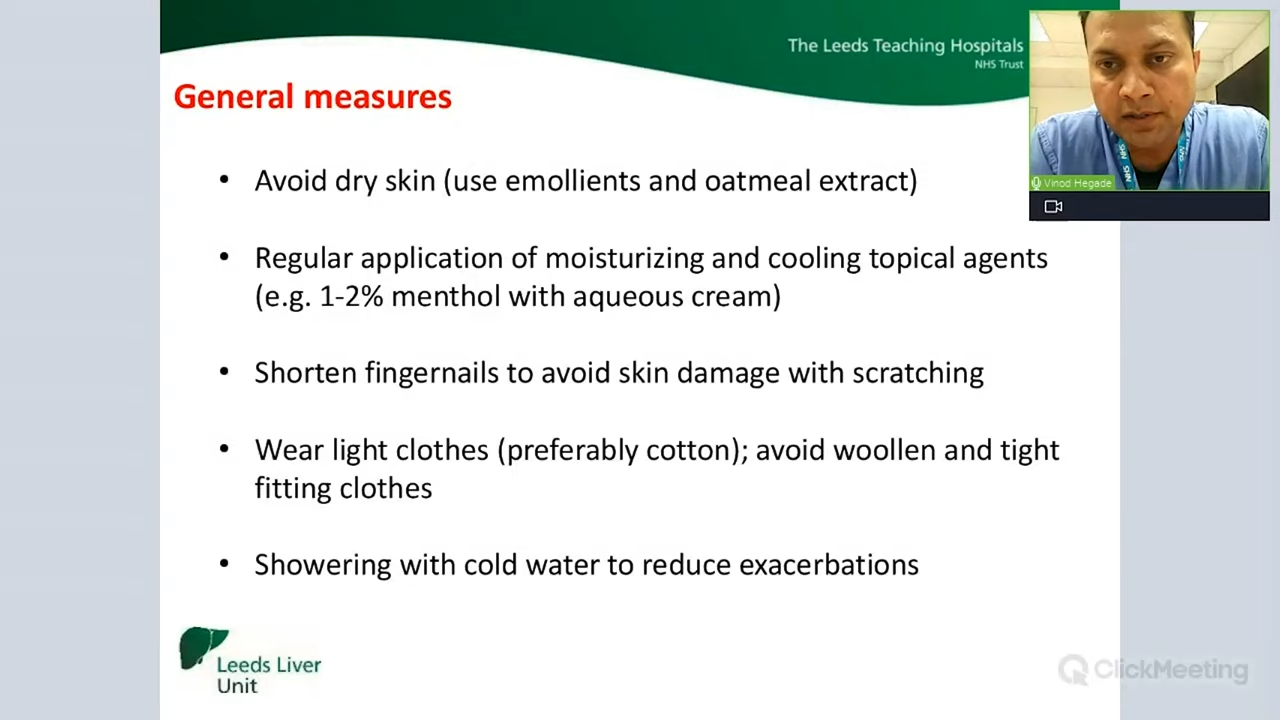 The Leeds Teaching Hospitals
NHS Trust
General measures
• Avoid dry skin (use emollients and oatmeal extract)
• Regular application of moisturizing and cooling topical agents
(e.g. 1-2% menthol with aqueous cream)
• Shorten fingernails to avoid skin damage with scratching
• Wear light clothes (preferably cotton); avoid woollen and tight
fitting clothes
• Showering with cold water to reduce exacerbations
Leeds Liver
Unit
NHS
NHS
NHS
Vinod Hegade
ClickMeeting